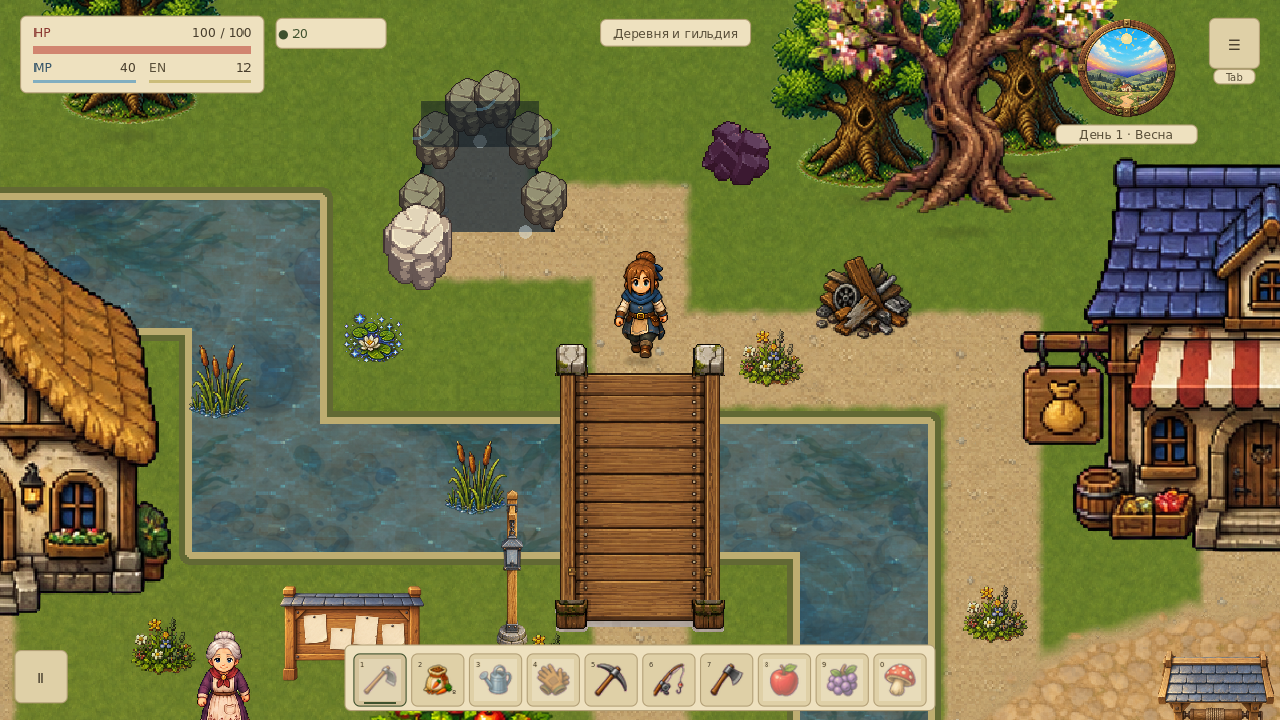 HP 100 / 100
MP 40 EN 12
20
Деревня и гильдия
☰
Tab
День 1 · Весна
II
1 2 3 4 5 6 7 8 9 0